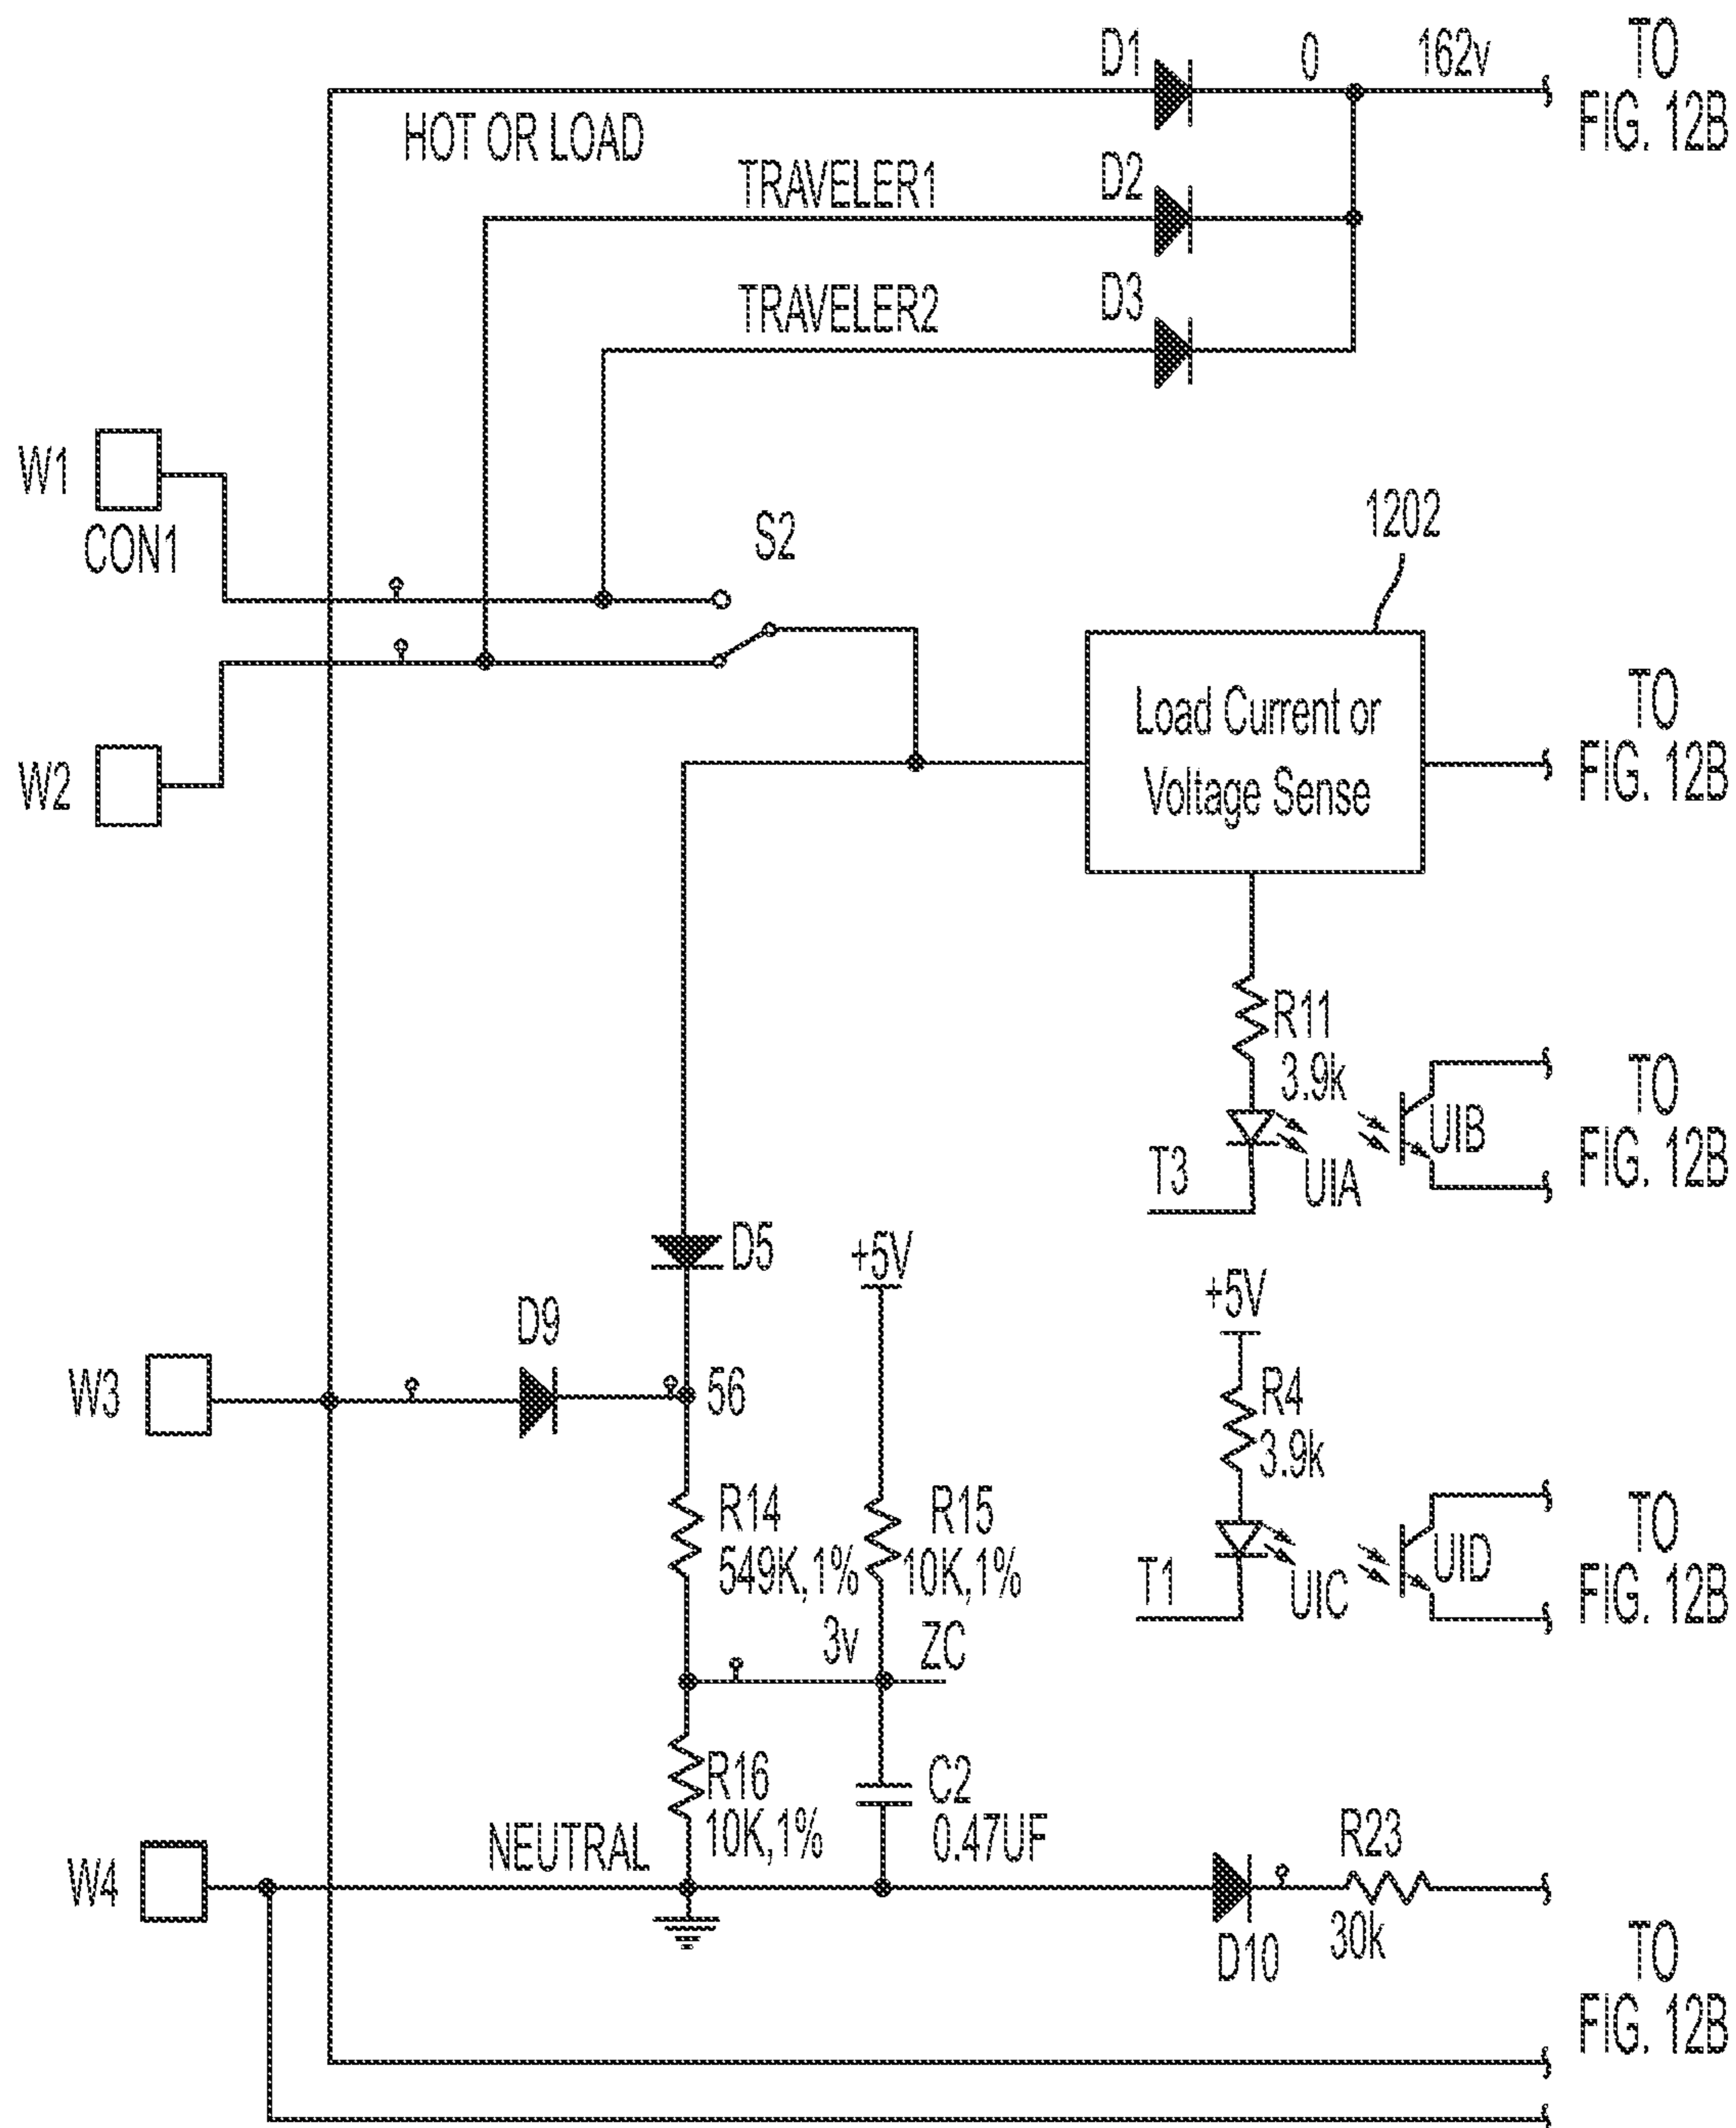 D1
0
162v
TO
FIG. 12B
HOT OR LOAD
TRAVELER1
D2
TRAVELER2
D3
W1
CON1
S2
1202
W2
Load Current or
Voltage Sense
TO
FIG. 12B
R11
3.9k
T3
UIA
UIB
TO
FIG. 12B
D5
+5V
+5V
D9
W3
56
R4
3.9k
R14
549K,1%
R15
10K,1%
T1
UIC
UID
TO
FIG. 12B
3v
ZC
R16
10K,1%
C2
0.47UF
NEUTRAL
W4
R23
30k
D10
TO
FIG. 12B